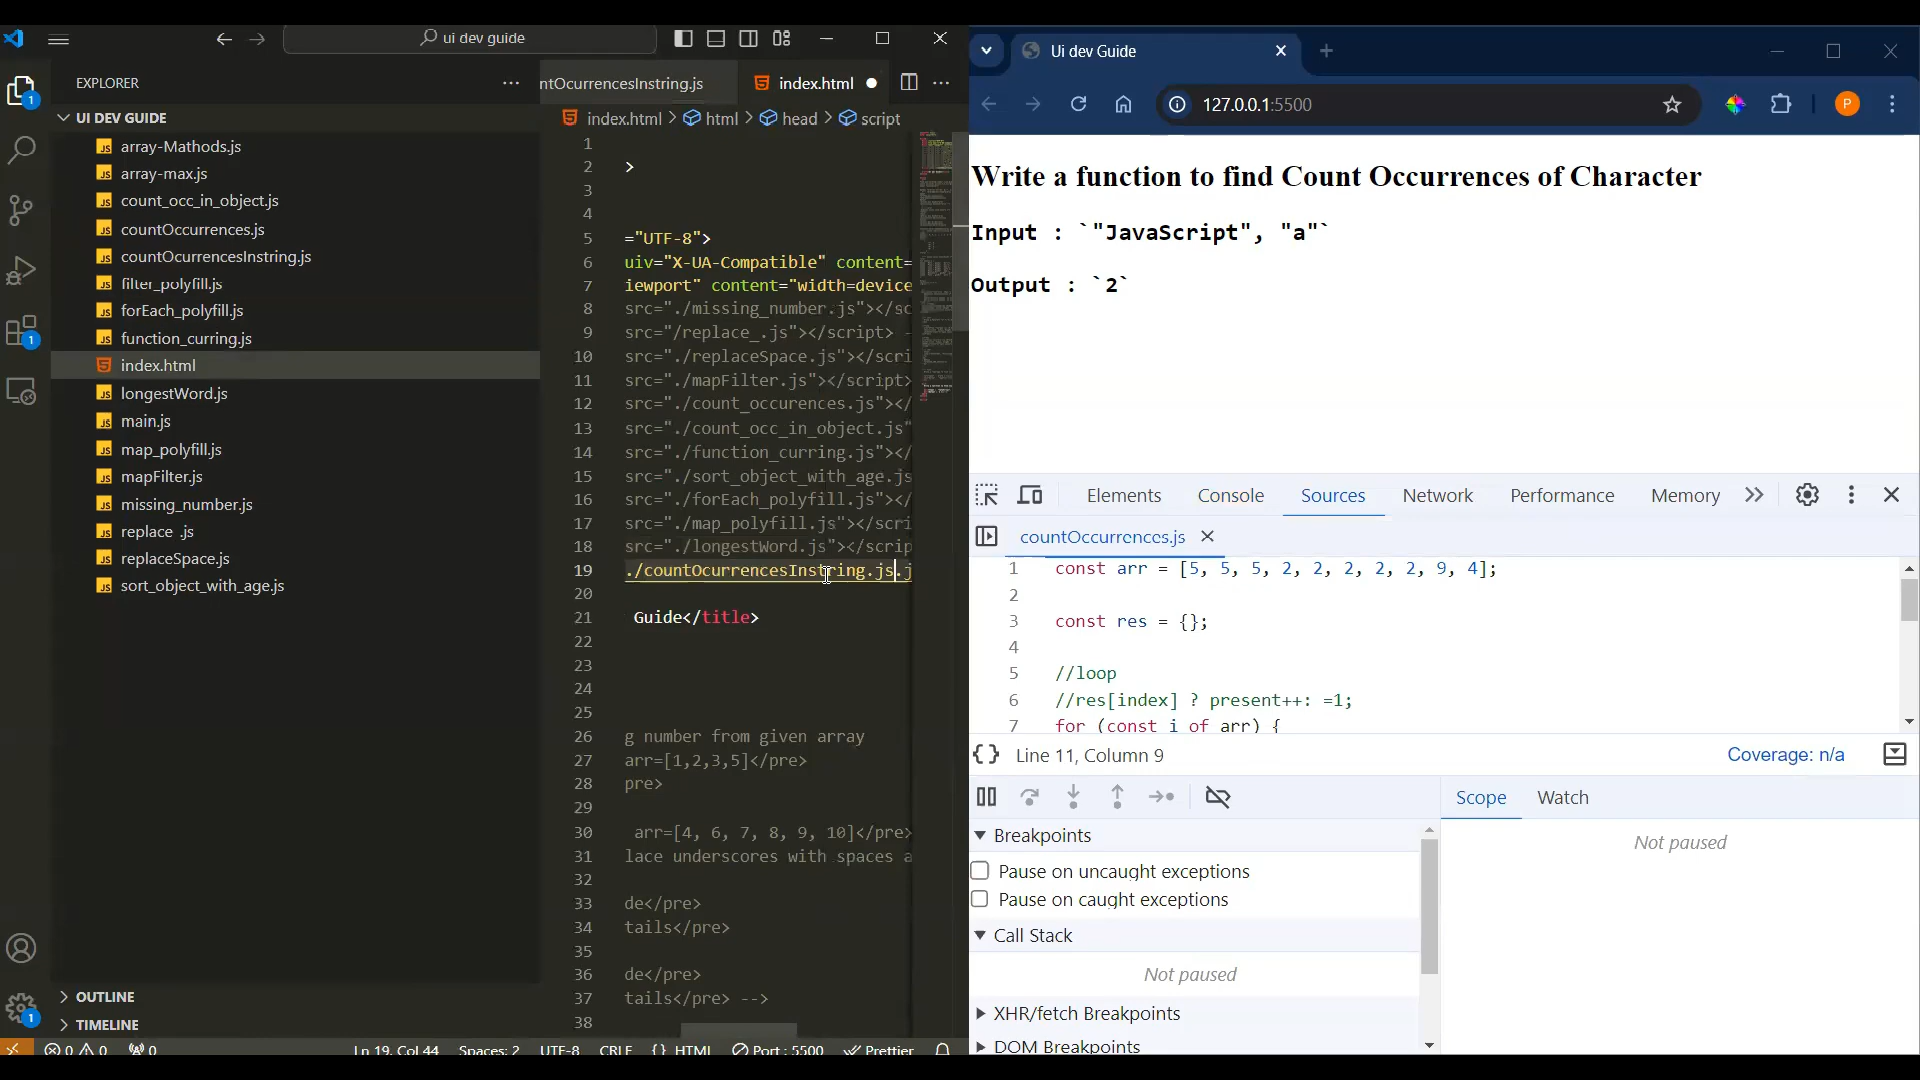 ui dev guide
EXPLORER
ntOcurrencesInstring.js
index.html
UI DEV GUIDE
index.html > html > head > script
array-Mathods.js
array-max.js
count_occ_in_object.js
countOccurrences.js
countOcurrencesInstring.js
filter_polyfill.js
forEach_polyfill.js
function_curring.js
index.html
longestWord.js
main.js
map_polyfill.js
mapFilter.js
missing_number.js
replace_.js
replaceSpace.js
sort_object_with_age.js
OUTLINE
TIMELINE
1
2 >
3
4
5 ="UTF-8">
6 uiv="X-UA-Compatible" content=
7 iewport" content="width=device
8 src="./missing_number.js"></sc
9 src="/replace_.js"></script>
10 src="./replaceSpace.js"></scri
11 src="./mapFilter.js"></script>
12 src="./count_occurences.js"></
13 src="./count_occ_in_object.js"
14 src="./function_curring.js"></
15 src="./sort_object_with_age.js
16 src="./forEach_polyfill.js"></
17 src="./map_polyfill.js"></scri
18 src="./longestWord.js"></scrip
19 ./countOcurrencesInstring.js.j
20
21 Guide</title>
22
23
24
25
26 g number from given array
27 arr=[1,2,3,5]</pre>
28 pre>
29
30 arr=[4, 6, 7, 8, 9, 10]</pre>
31 lace underscores with spaces a
32
33 de</pre>
34 tails</pre>
35
36 de</pre>
37 tails</pre> -->
38
0 0 0 Ln 19, Col 44 Spaces: 2 UTF-8 CRLF {} HTML Port : 5500 Prettier
1
1
1
Ui dev Guide
127.0.0.1:5500
P
Write a function to find Count Occurrences of Character
Input : `"JavaScript", "a"`
Output : `2`
Elements Console Sources Network Performance Memory
countOccurrences.js
1 const arr = [5, 5, 5, 2, 2, 2, 2, 2, 9, 4];
2
3 const res = {};
4
5 //loop
6 //res[index] ? present++: =1;
7 for (const i of arr) {
{} Line 11, Column 9 Coverage: n/a
Scope Watch
Not paused
Breakpoints
Pause on uncaught exceptions
Pause on caught exceptions
Call Stack
Not paused
XHR/fetch Breakpoints
DOM Breakpoints